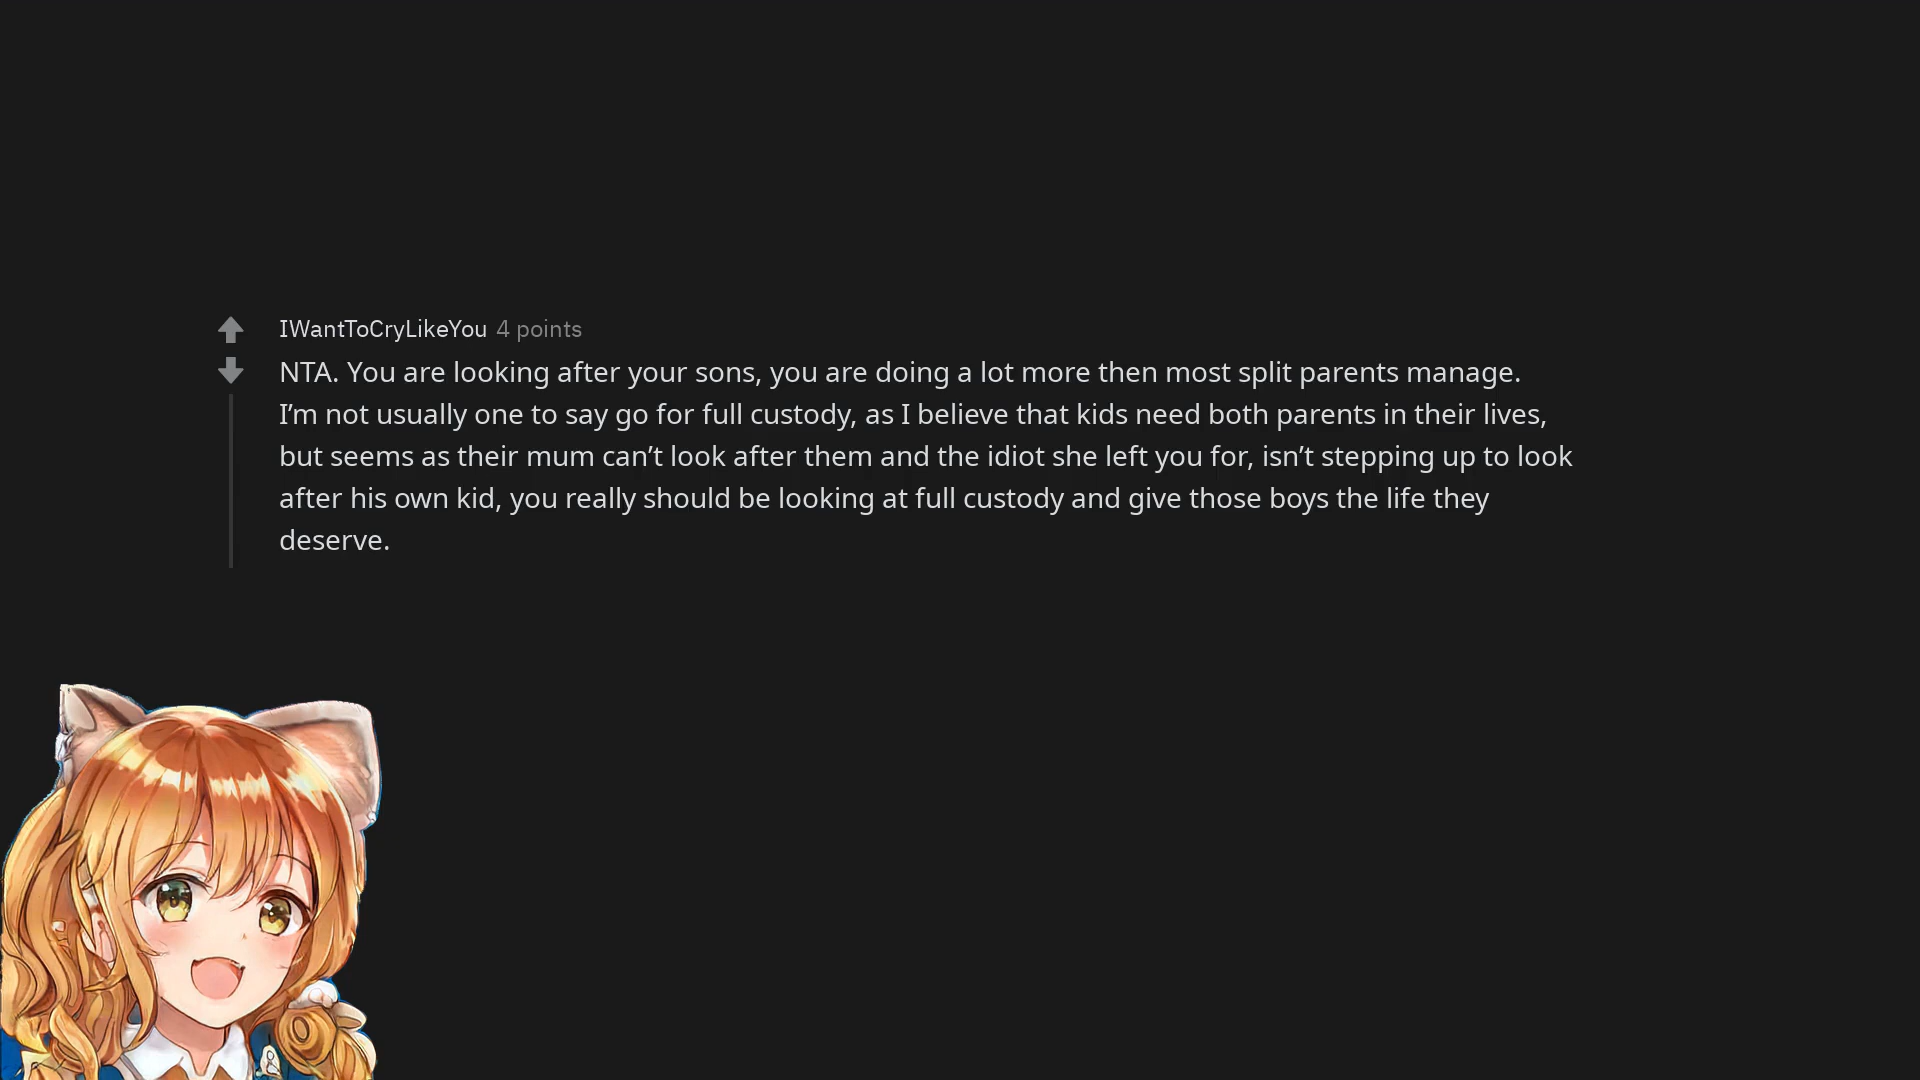 IWantToCryLikeYou 4 points
NTA. You are looking after your sons, you are doing a lot more then most split parents manage.
I’m not usually one to say go for full custody, as I believe that kids need both parents in their lives,
but seems as their mum can’t look after them and the idiot she left you for, isn’t stepping up to look
after his own kid, you really should be looking at full custody and give those boys the life they
deserve.